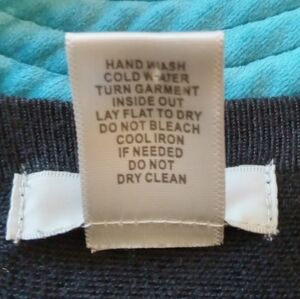 HAND WASH
COLD WATER
TURN GARMENT
INSIDE OUT
LAY FLAT TO DRY
DO NOT BLEACH
COOL IRON
IF NEEDED
DO NOT
DRY CLEAN